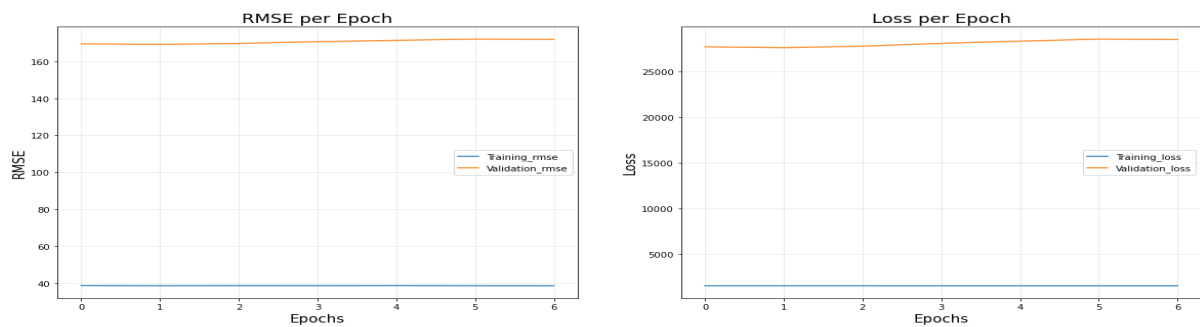 RMSE per Epoch
160
140
120
100
80
60
40
RMSE
Training_rmse
Validation_rmse
0 1 2 3 4 5 6
Epochs
Loss per Epoch
25000
20000
15000
10000
5000
Loss
Training_loss
Validation_loss
0 1 2 3 4 5 6
Epochs